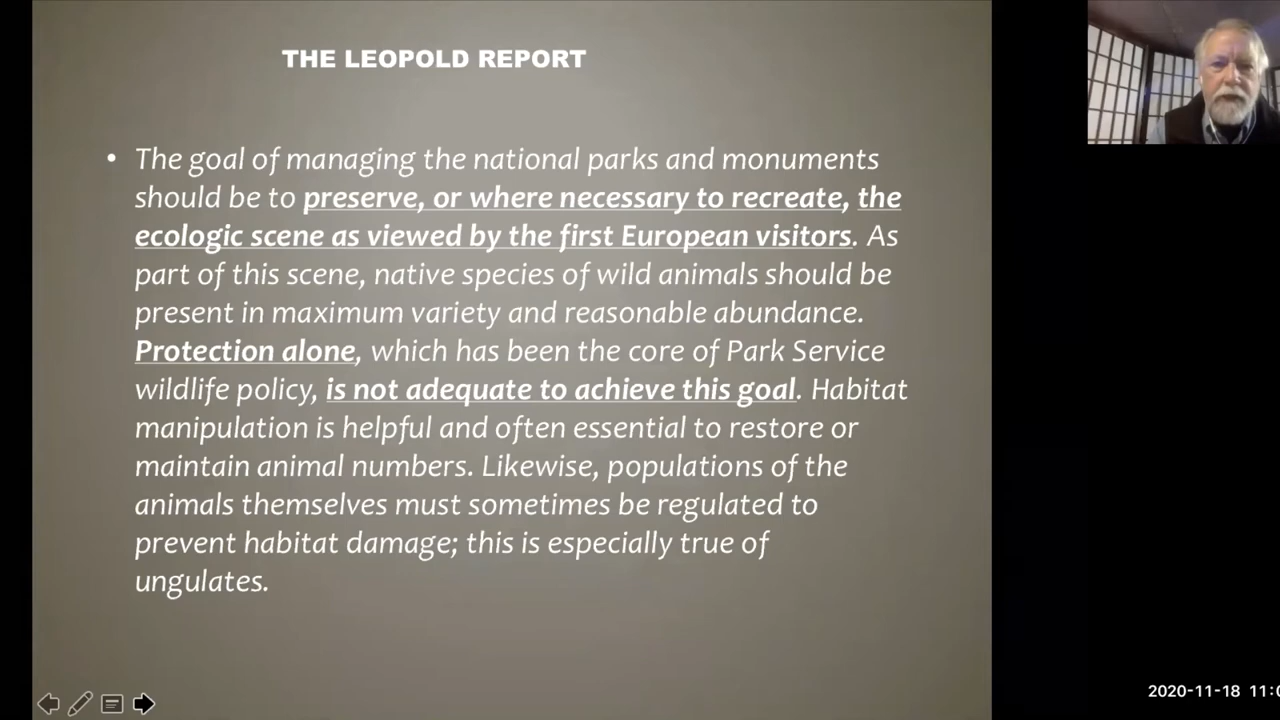 THE LEOPOLD REPORT
• The goal of managing the national parks and monuments
should be to preserve, or where necessary to recreate, the
ecologic scene as viewed by the first European visitors. As
part of this scene, native species of wild animals should be
present in maximum variety and reasonable abundance.
Protection alone, which has been the core of Park Service
wildlife policy, is not adequate to achieve this goal. Habitat
manipulation is helpful and often essential to restore or
maintain animal numbers. Likewise, populations of the
animals themselves must sometimes be regulated to
prevent habitat damage; this is especially true of
ungulates.
2020-11-18 11: